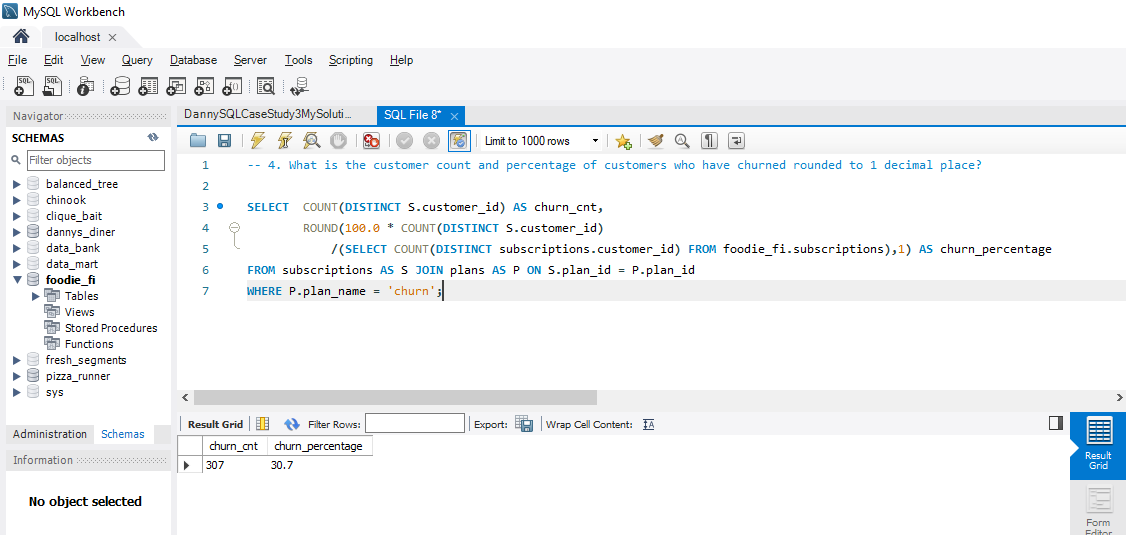 MySQL Workbench
localhost
File Edit View Query Database Server Tools Scripting Help
Navigator
SCHEMAS
Filter objects
balanced_tree
chinook
clique_bait
dannys_diner
data_bank
data_mart
foodie_fi
Tables
Views
Stored Procedures
Functions
fresh_segments
pizza_runner
sys
Administration Schemas
Information
No object selected
DannySQLCaseStudy3MySoluti... SQL File 8*
Limit to 1000 rows
1 -- 4. What is the customer count and percentage of customers who have churned rounded to 1 decimal place?
2
3 SELECT COUNT(DISTINCT S.customer_id) AS churn_cnt,
4 ROUND(100.0 * COUNT(DISTINCT S.customer_id)
5 /(SELECT COUNT(DISTINCT subscriptions.customer_id) FROM foodie_fi.subscriptions),1) AS churn_percentage
6 FROM subscriptions AS S JOIN plans AS P ON S.plan_id = P.plan_id
7 WHERE P.plan_name = 'churn';
Result Grid Filter Rows: Export: Wrap Cell Content:
churn_cnt churn_percentage
307 30.7
Result
Grid
Form
Editor